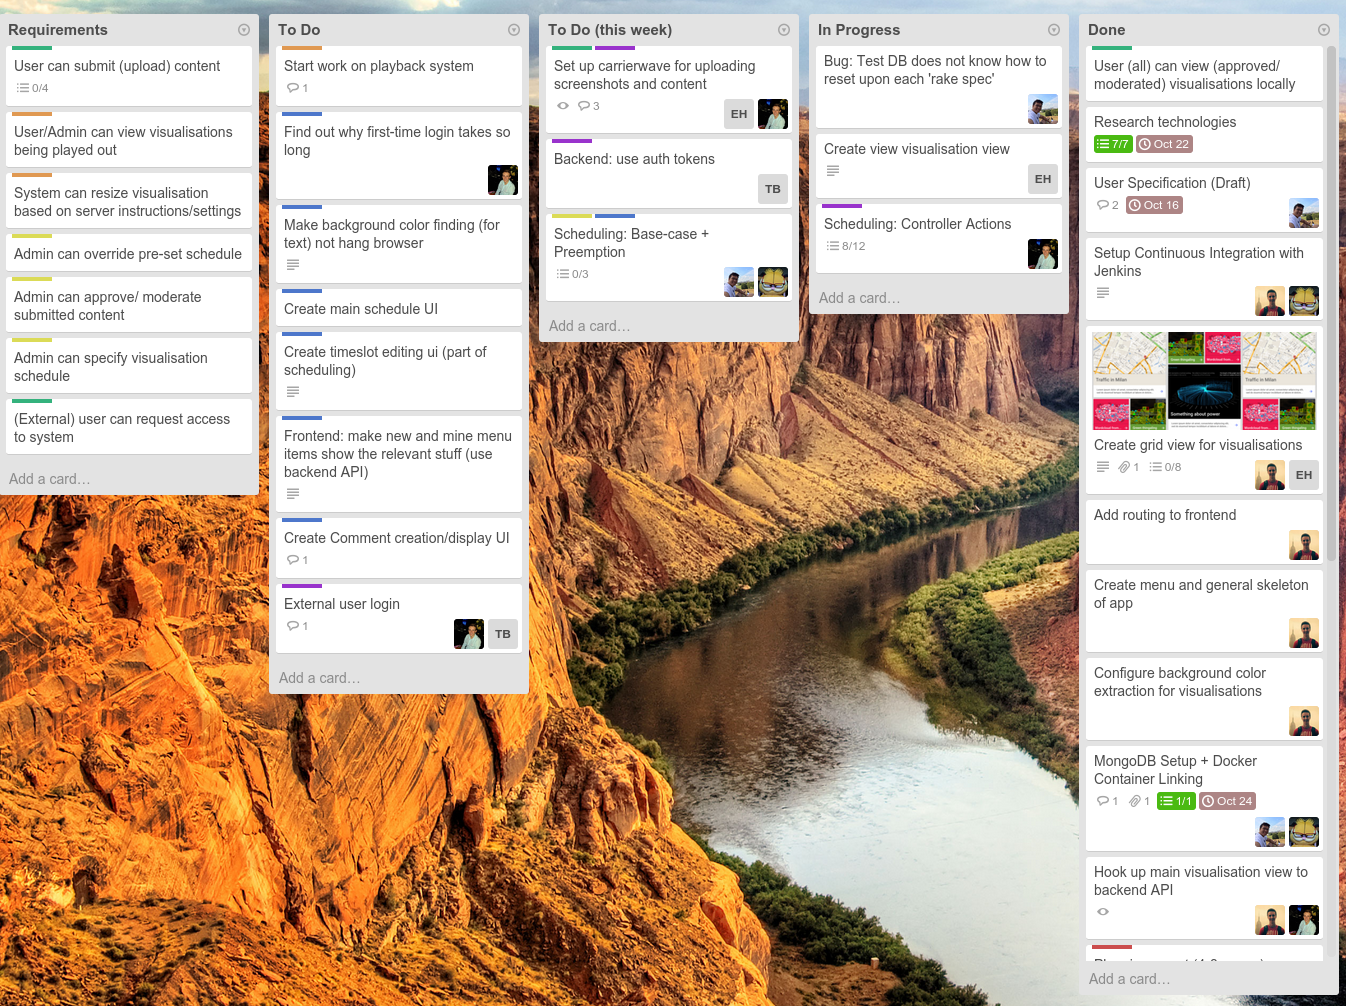 Requirements
User can submit (upload) content
0/4
User/Admin can view visualisations
being played out
System can resize visualisation
based on server instructions/settings
Admin can override pre-set schedule
Admin can approve/ moderate
submitted content
Admin can specify visualisation
schedule
(External) user can request access
to system
Add a card…
To Do
Start work on playback system
1
Find out why first-time login takes so
long
Make background color finding (for
text) not hang browser
Create main schedule UI
Create timeslot editing ui (part of
scheduling)
Frontend: make new and mine menu
items show the relevant stuff (use
backend API)
Create Comment creation/display UI
1
External user login
1
TB
Add a card…
To Do (this week)
Set up carrierwave for uploading
screenshots and content
3
EH
Backend: use auth tokens
TB
Scheduling: Base-case +
Preemption
0/3
Add a card…
In Progress
Bug: Test DB does not know how to
reset upon each 'rake spec'
Create view visualisation view
EH
Scheduling: Controller Actions
8/12
Add a card…
Done
User (all) can view (approved/
moderated) visualisations locally
Research technologies
7/7 Oct 22
User Specification (Draft)
2 Oct 16
Setup Continuous Integration with
Jenkins
Traffic in Milan
Traffic in Milan
Something about power
Create grid view for visualisations
1 0/8
EH
Add routing to frontend
Create menu and general skeleton
of app
Configure background color
extraction for visualisations
MongoDB Setup + Docker
Container Linking
1 1 1/1 Oct 24
Hook up main visualisation view to
backend API
Add a card…